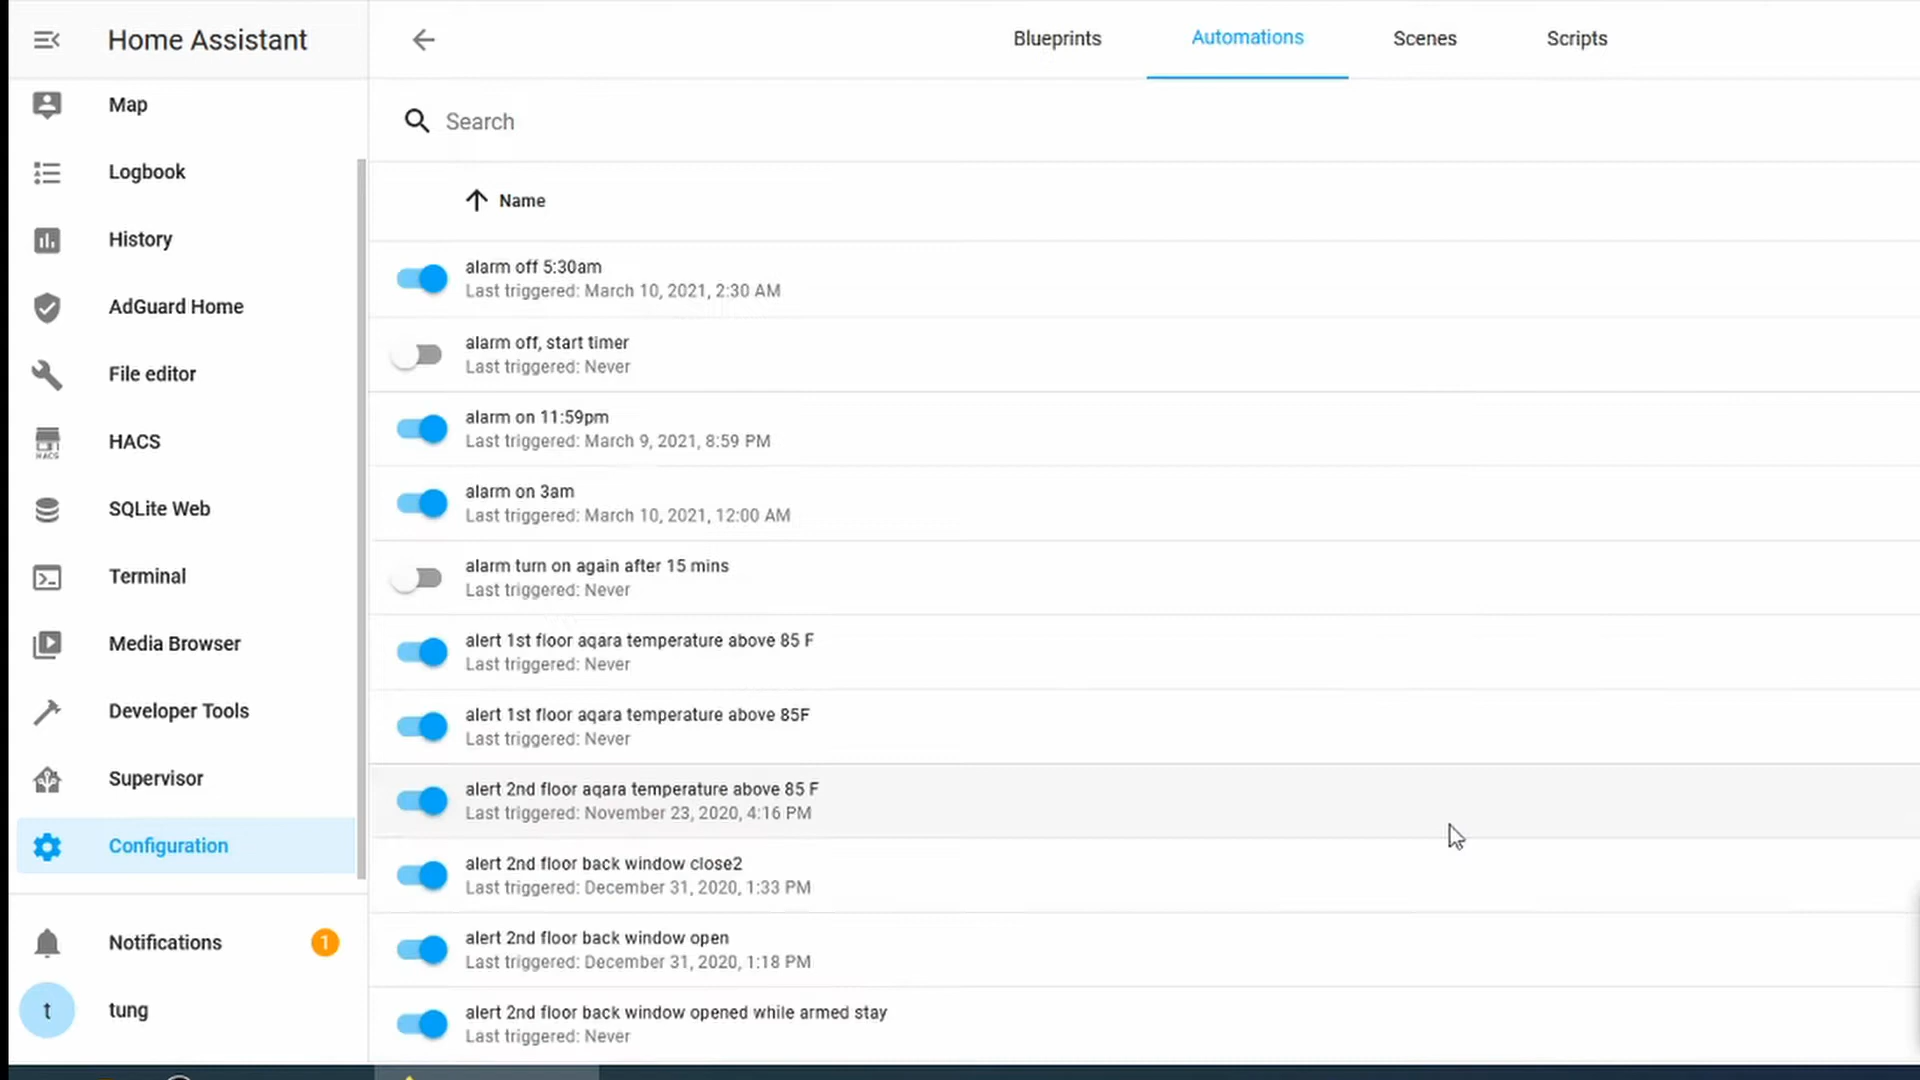 Home Assistant
Blueprints
Automations
Scenes
Scripts
Map
Logbook
History
AdGuard Home
File editor
HACS
HACS
SQLite Web
Terminal
Media Browser
Developer Tools
Supervisor
Configuration
Notifications
1
t
tung
Search
Name
alarm off 5:30am
Last triggered: March 10, 2021, 2:30 AM
alarm off, start timer
Last triggered: Never
alarm on 11:59pm
Last triggered: March 9, 2021, 8:59 PM
alarm on 3am
Last triggered: March 10, 2021, 12:00 AM
alarm turn on again after 15 mins
Last triggered: Never
alert 1st floor aqara temperature above 85 F
Last triggered: Never
alert 1st floor aqara temperature above 85F
Last triggered: Never
alert 2nd floor aqara temperature above 85 F
Last triggered: November 23, 2020, 4:16 PM
alert 2nd floor back window close2
Last triggered: December 31, 2020, 1:33 PM
alert 2nd floor back window open
Last triggered: December 31, 2020, 1:18 PM
alert 2nd floor back window opened while armed stay
Last triggered: Never